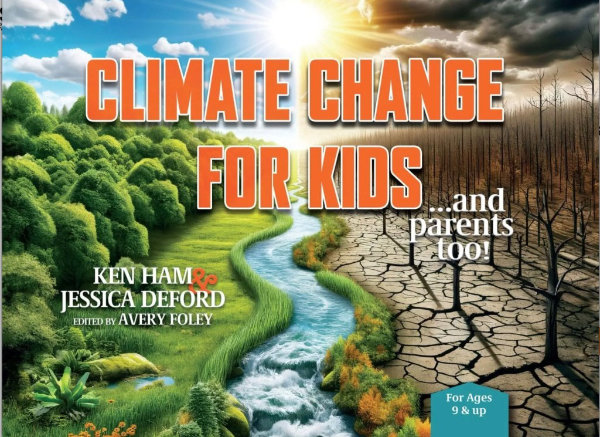 CLIMATE CHANGE
FOR KIDS
...and
parents
too!
KEN HAM &
JESSICA DEFORD
EDITED BY AVERY FOLEY
For Ages
9 & up